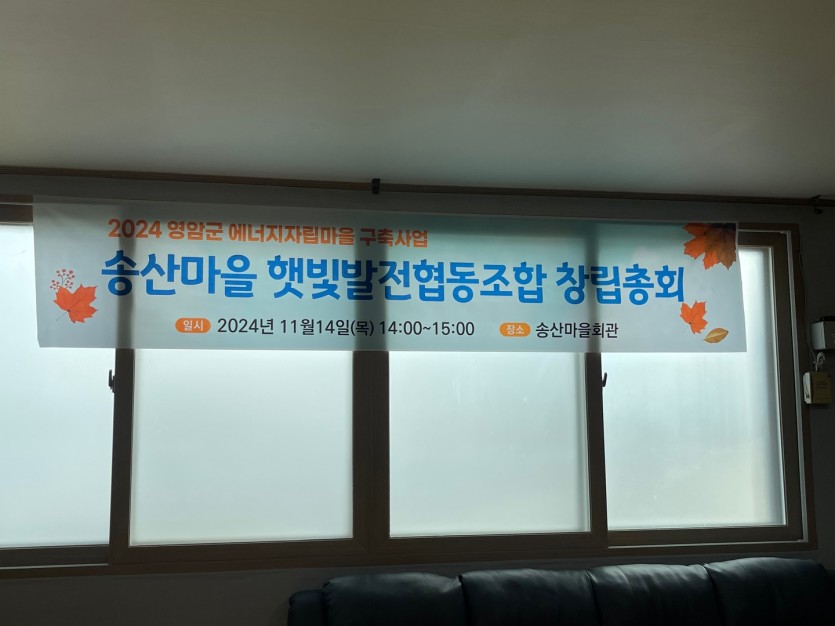 2024 영암군 에너지자립마을 구축사업
송산마을 햇빛발전협동조합 창립총회
일시 2024년 11월14일(목) 14:00~15:00 장소 송산마을회관